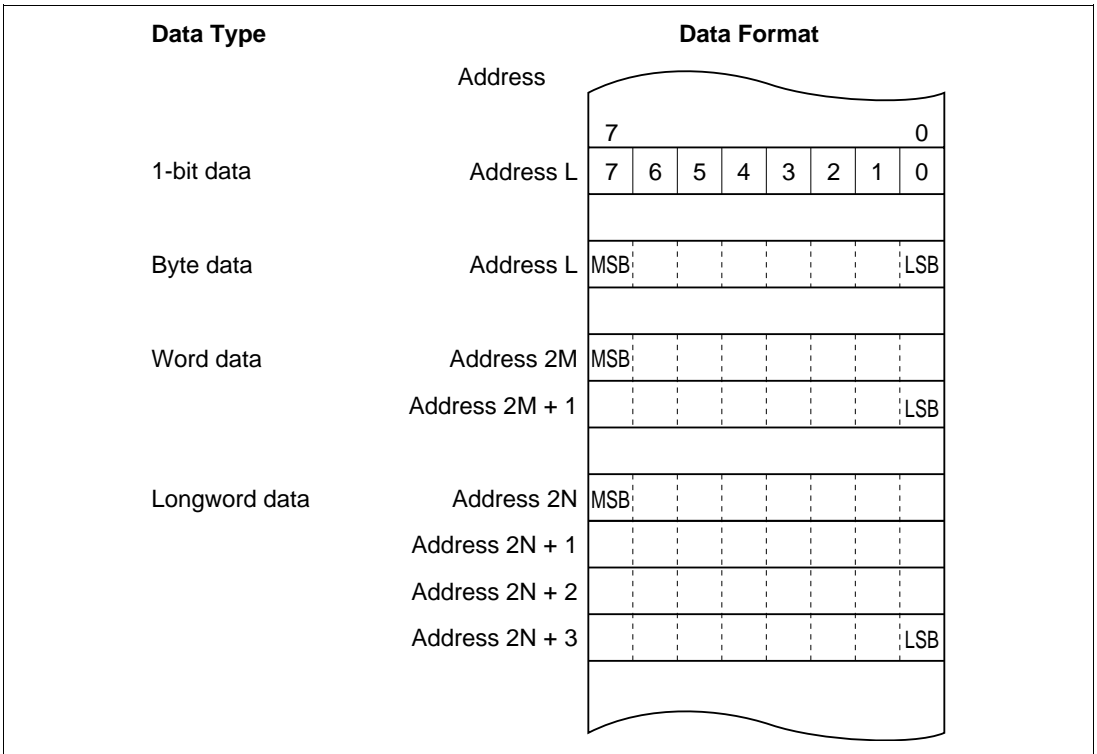 Data Type Data Format
Address
7 0
1-bit data Address L 7 6 5 4 3 2 1 0
Byte data Address L MSB LSB
Word data Address 2M MSB
Address 2M + 1 LSB
Longword data Address 2N MSB
Address 2N + 1
Address 2N + 2
Address 2N + 3 LSB